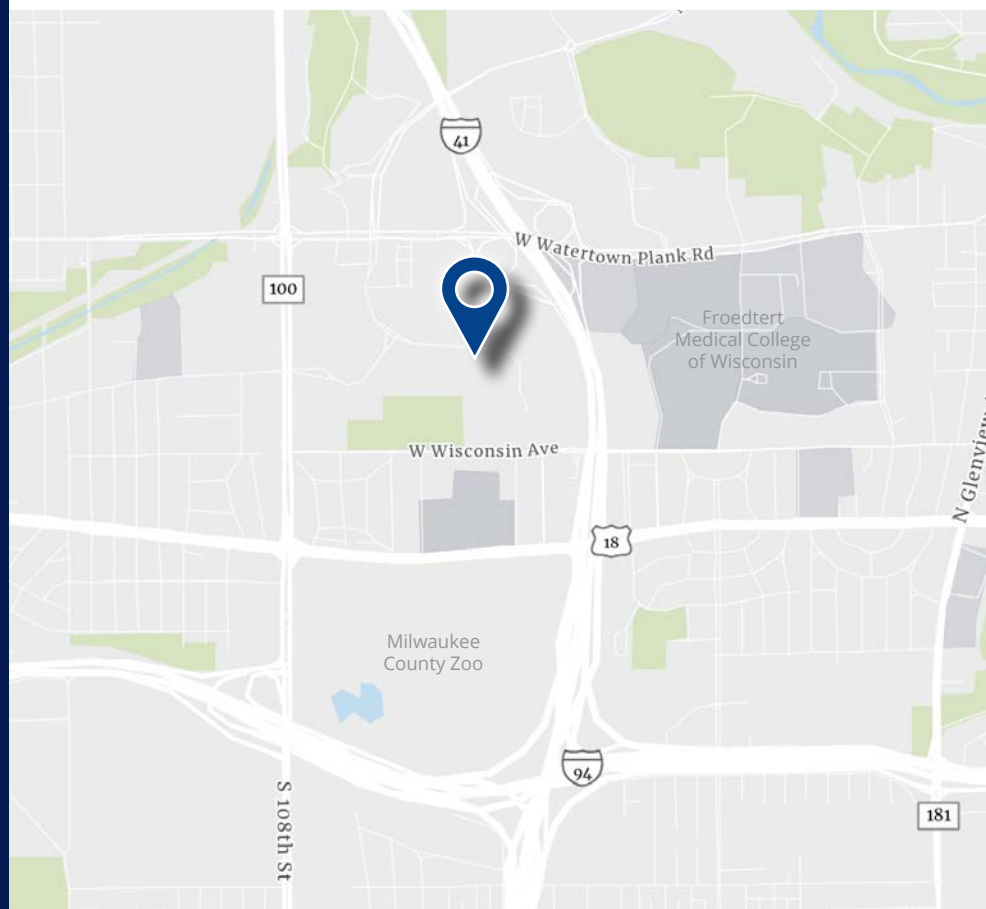 41
W Watertown Plank Rd
100
Froedtert
Medical College
of Wisconsin
W Wisconsin Ave
N Glenview
18
Milwaukee
County Zoo
94
S 108th St
181